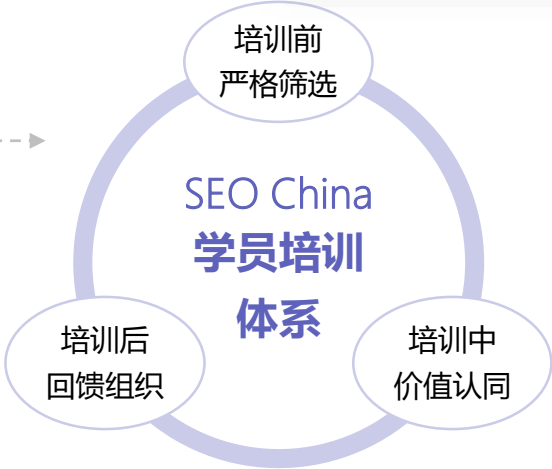 培训前
严格筛选
SEO China
学员培训
体系
培训后
回馈组织
培训中
价值认同